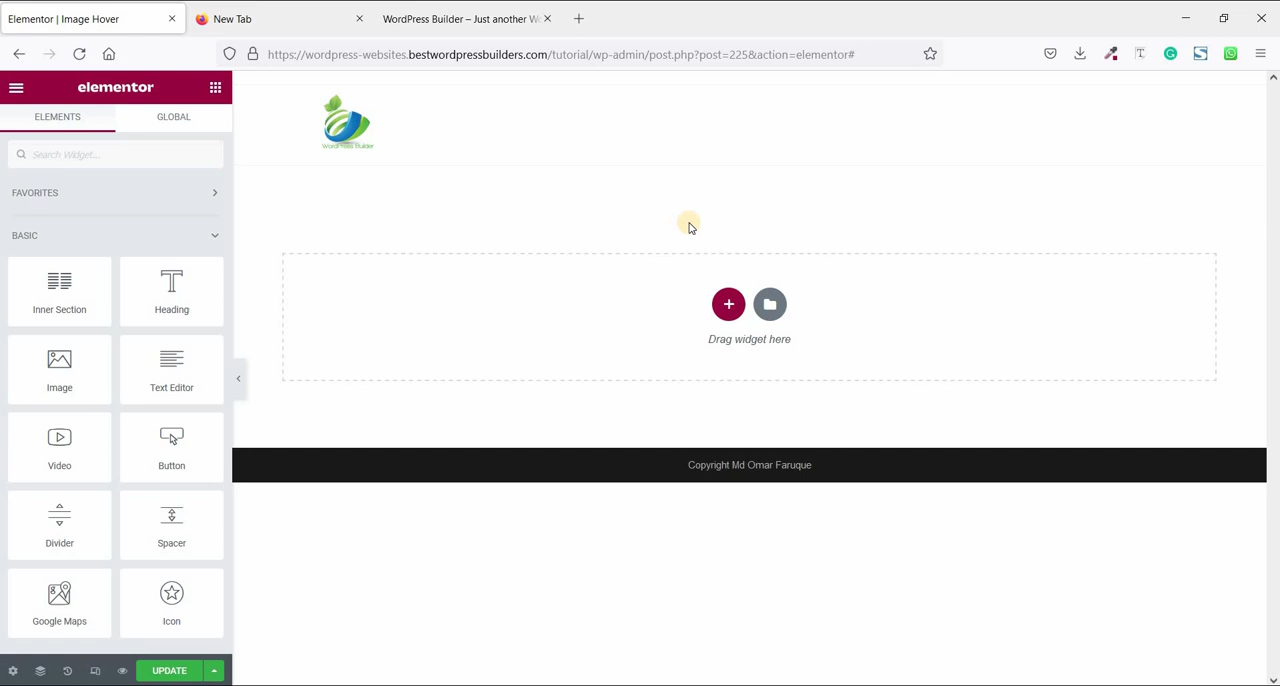 Elementor | Image Hover
New Tab
WordPress Builder – Just another W
https://wordpress-websites.bestwordpressbuilders.com/tutorial/wp-admin/post.php?post=225&action=elementor#
elementor
ELEMENTS
GLOBAL
Search Widget...
FAVORITES
BASIC
Inner Section
Heading
Image
Text Editor
Video
Button
Divider
Spacer
Google Maps
Icon
UPDATE
WordPress Builder
Drag widget here
Copyright Md Omar Faruque